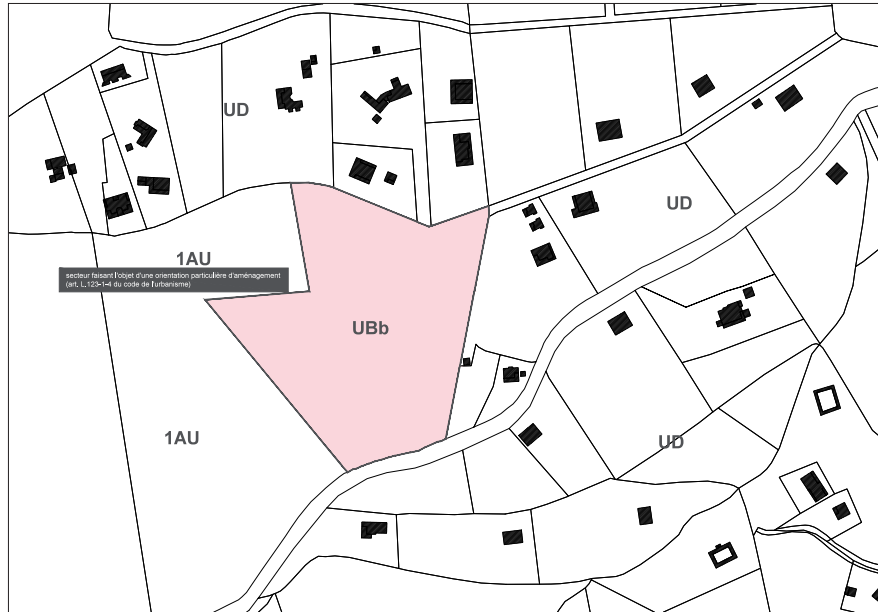 UD
UD
1AU
secteur faisant l'objet d'une orientation particulière d'aménagement
(art. L.123-1-4 du code de l'urbanisme)
UBb
1AU
UD